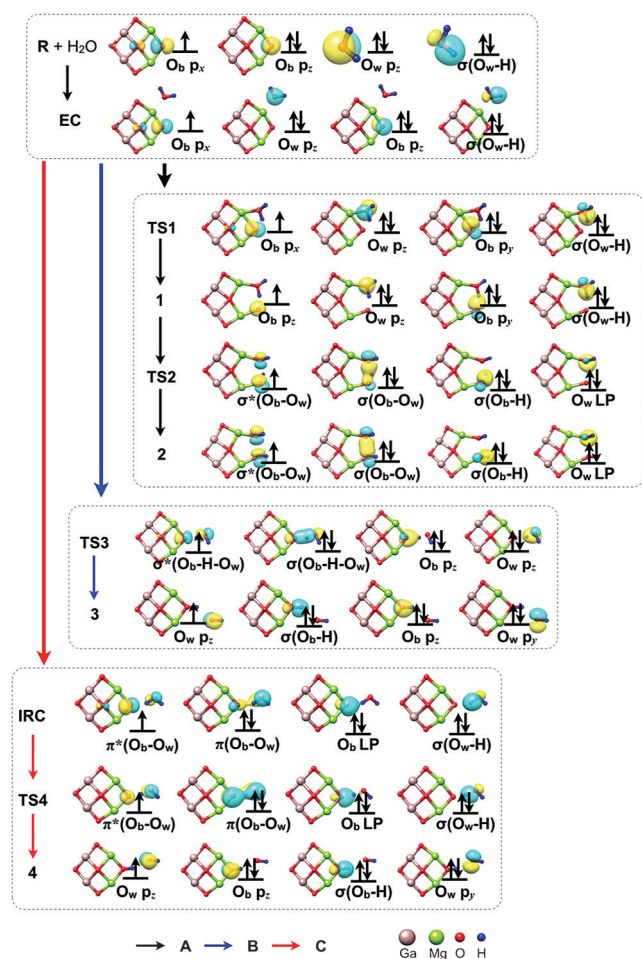 R + H₂O
O_b p_x O_b p_z O_w p_z σ(O_w-H)
EC
O_b p_x O_w p_z O_b p_z σ(O_w-H)
TS1
O_b p_x O_w p_z O_b p_y σ(O_w-H)
1
O_b p_z O_w p_z O_b p_y σ(O_w-H)
TS2
σ*(O_b-O_w) σ(O_b-O_w) σ(O_b-H) O_w LP
2
σ*(O_b-O_w) σ(O_b-O_w) σ(O_b-H) O_w LP
TS3
σ*(O_b-H-O_w) σ(O_b-H-O_w) O_b p_z O_w p_z
3
O_w p_z σ(O_b-H) O_b p_z O_w p_y
IRC
π*(O_b-O_w) π(O_b-O_w) O_b LP σ(O_w-H)
TS4
π*(O_b-O_w) π(O_b-O_w) O_b LP σ(O_w-H)
4
O_w p_z O_b p_z σ(O_b-H) O_w p_y
A B C
Ga Mg O H